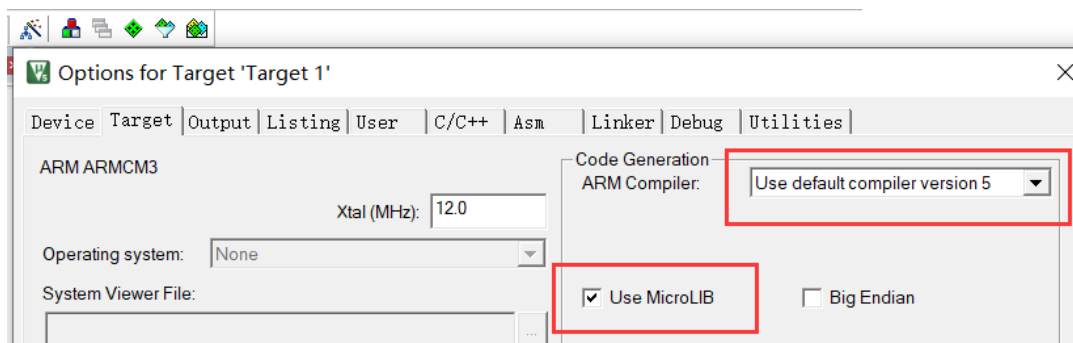 Options for Target 'Target 1'
Device Target Output Listing User C/C++ Asm Linker Debug Utilities
ARM ARMCM3
Code Generation
ARM Compiler: Use default compiler version 5
Xtal (MHz): 12.0
Operating system: None
System Viewer File:
...
Use MicroLIB Big Endian